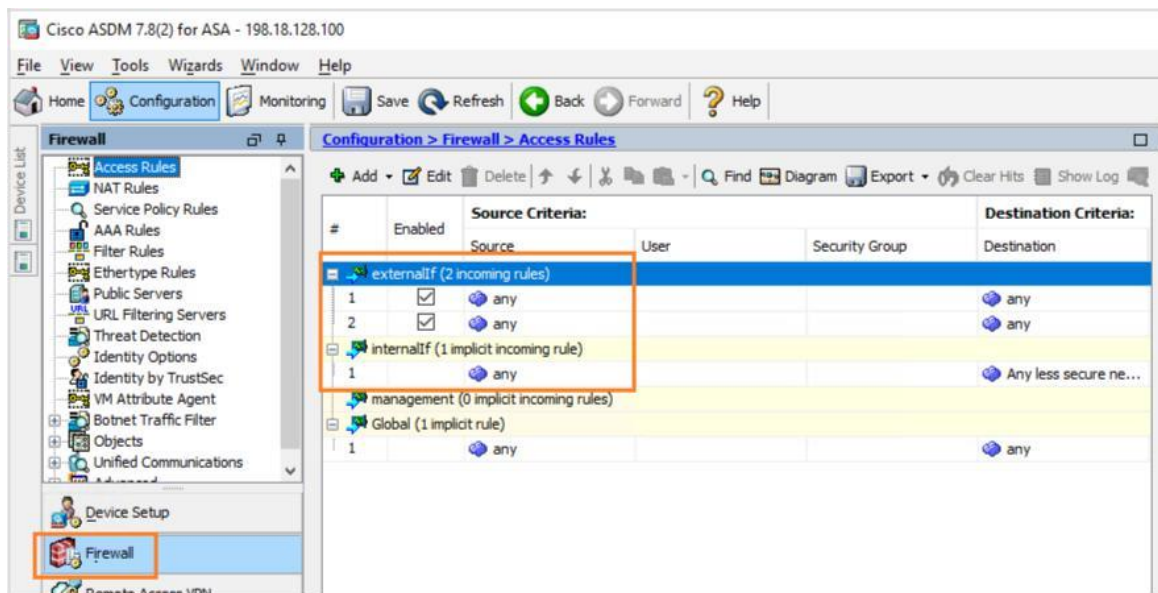 Cisco ASDM 7.8(2) for ASA - 198.18.128.100
File View Tools Wizards Window Help
Home Configuration Monitoring Save Refresh Back Forward Help
Device List
Firewall
Access Rules
NAT Rules
Service Policy Rules
AAA Rules
Filter Rules
Ethertype Rules
Public Servers
URL Filtering Servers
Threat Detection
Identity Options
Identity by TrustSec
VM Attribute Agent
Botnet Traffic Filter
Objects
Unified Communications
Advanced
Device Setup
Firewall
Remote Access VPN
Configuration > Firewall > Access Rules
Add Edit Delete Find Diagram Export Clear Hits Show Log
# Enabled Source Criteria: Destination Criteria:
Source User Security Group Destination
externalIf (2 incoming rules)
1 any any
2 any any
internalIf (1 implicit incoming rule)
1 any Any less secure ne...
management (0 implicit incoming rules)
Global (1 implicit rule)
1 any any